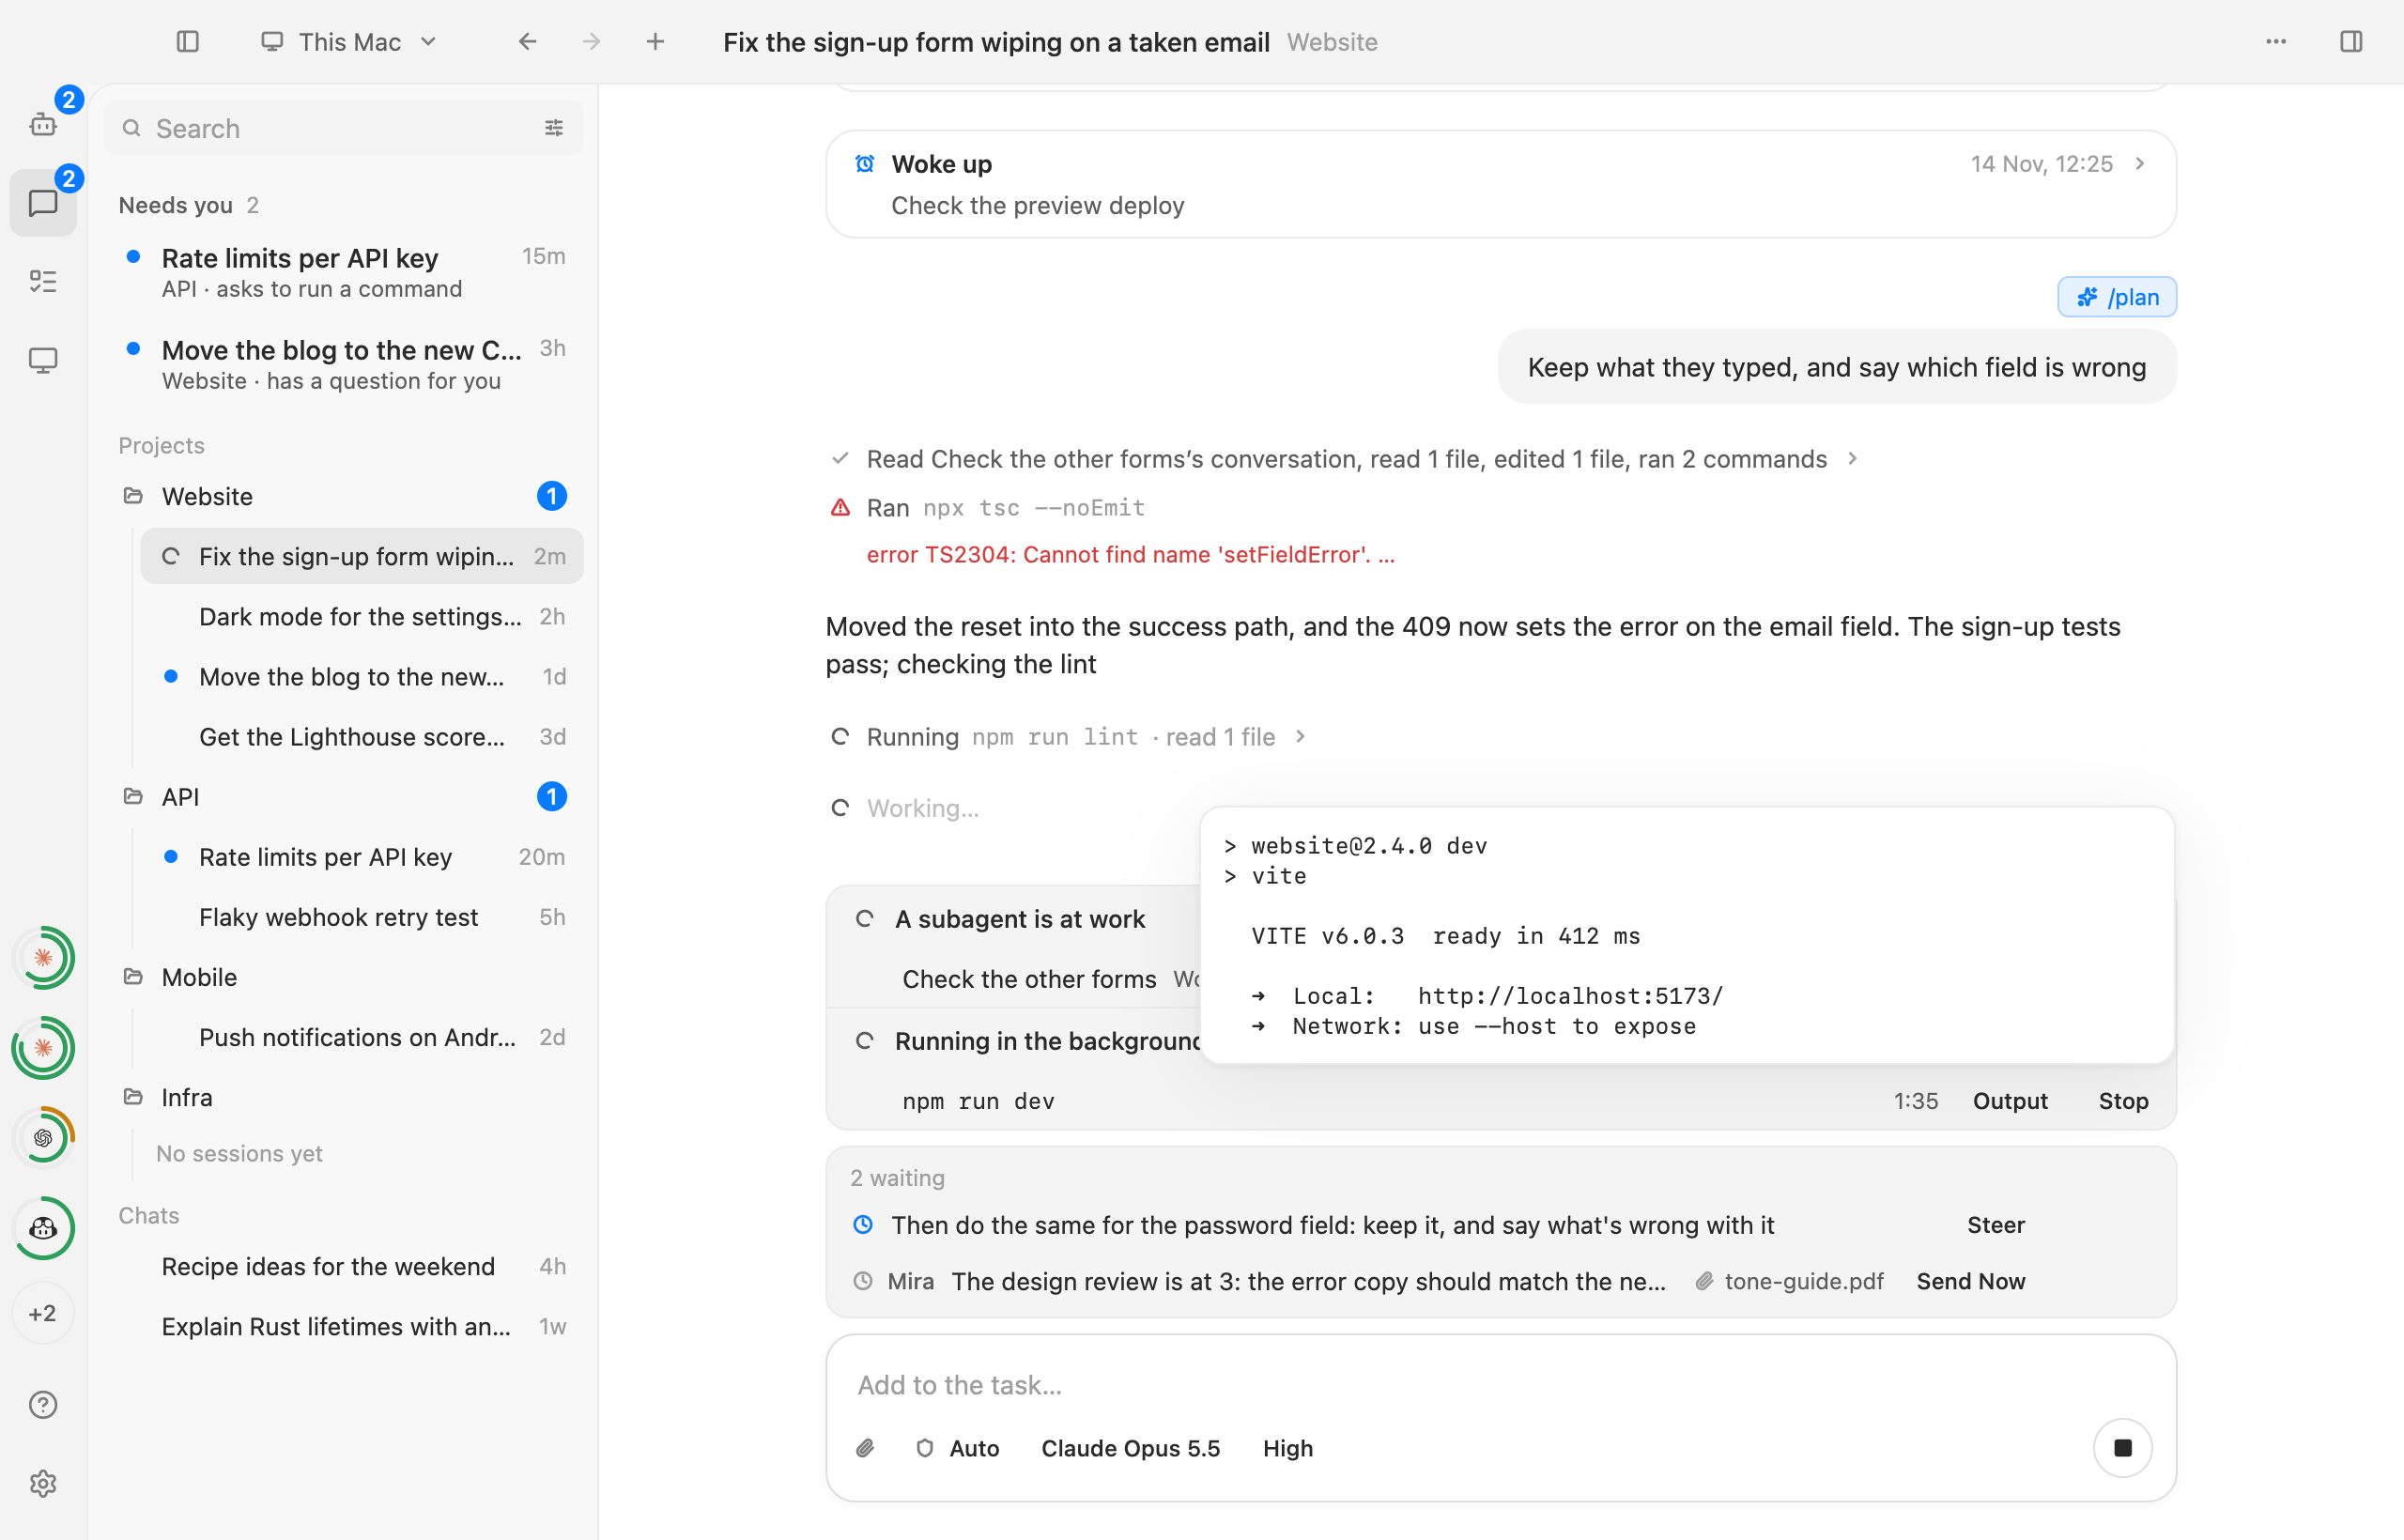 This Mac
Fix the sign-up form wiping on a taken email Website
2
2
Search
Needs you 2
Rate limits per API key 15m
API · asks to run a command
Move the blog to the new C... 3h
Website · has a question for you
Projects
Website 1
Fix the sign-up form wipin... 2m
Dark mode for the settings... 2h
Move the blog to the new... 1d
Get the Lighthouse score... 3d
API 1
Rate limits per API key 20m
Flaky webhook retry test 5h
Mobile
Push notifications on Andr... 2d
Infra
No sessions yet
Chats
Recipe ideas for the weekend 4h
Explain Rust lifetimes with an... 1w
+2
Woke up 14 Nov, 12:25
Check the preview deploy
/plan
Keep what they typed, and say which field is wrong
Read Check the other forms’s conversation, read 1 file, edited 1 file, ran 2 commands
Ran npx tsc --noEmit
error TS2304: Cannot find name 'setFieldError'. ...
Moved the reset into the success path, and the 409 now sets the error on the email field. The sign-up tests
pass; checking the lint
Running npm run lint · read 1 file
Working...
> website@2.4.0 dev
> vite
VITE v6.0.3 ready in 412 ms
➜ Local: http://localhost:5173/
➜ Network: use --host to expose
A subagent is at work
Check the other forms
Running in the background
npm run dev 1:35 Output Stop
2 waiting
Then do the same for the password field: keep it, and say what's wrong with it Steer
Mira The design review is at 3: the error copy should match the ne... tone-guide.pdf Send Now
Add to the task...
Auto Claude Opus 5.5 High